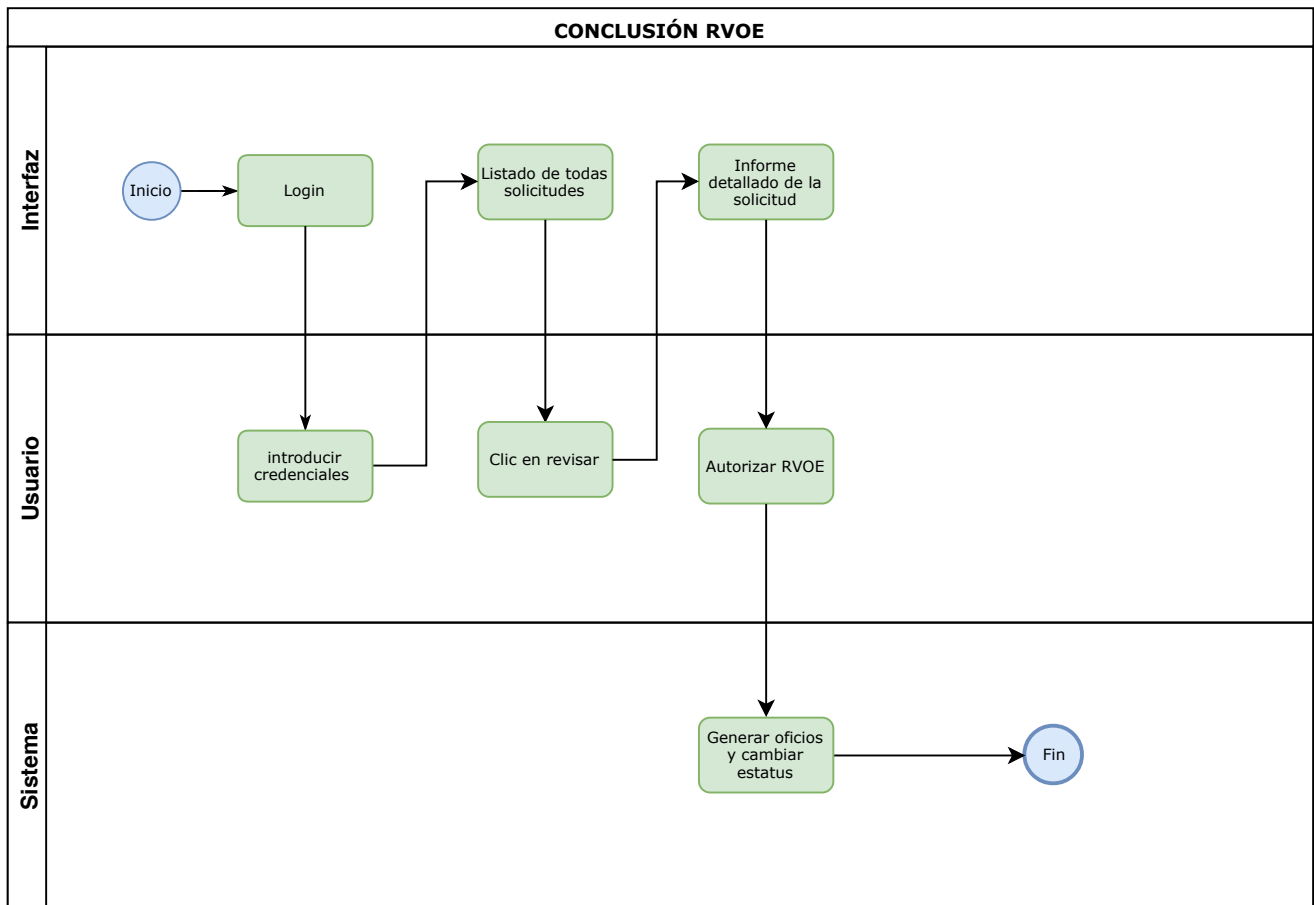 CONCLUSIÓN RVOE
Interfaz
Inicio
Login
Listado de todas
solicitudes
Informe
detallado de la
solicitud
Usuario
introducir
credenciales
Clic en revisar
Autorizar RVOE
Sistema
Generar oficios
y cambiar
estatus
Fin